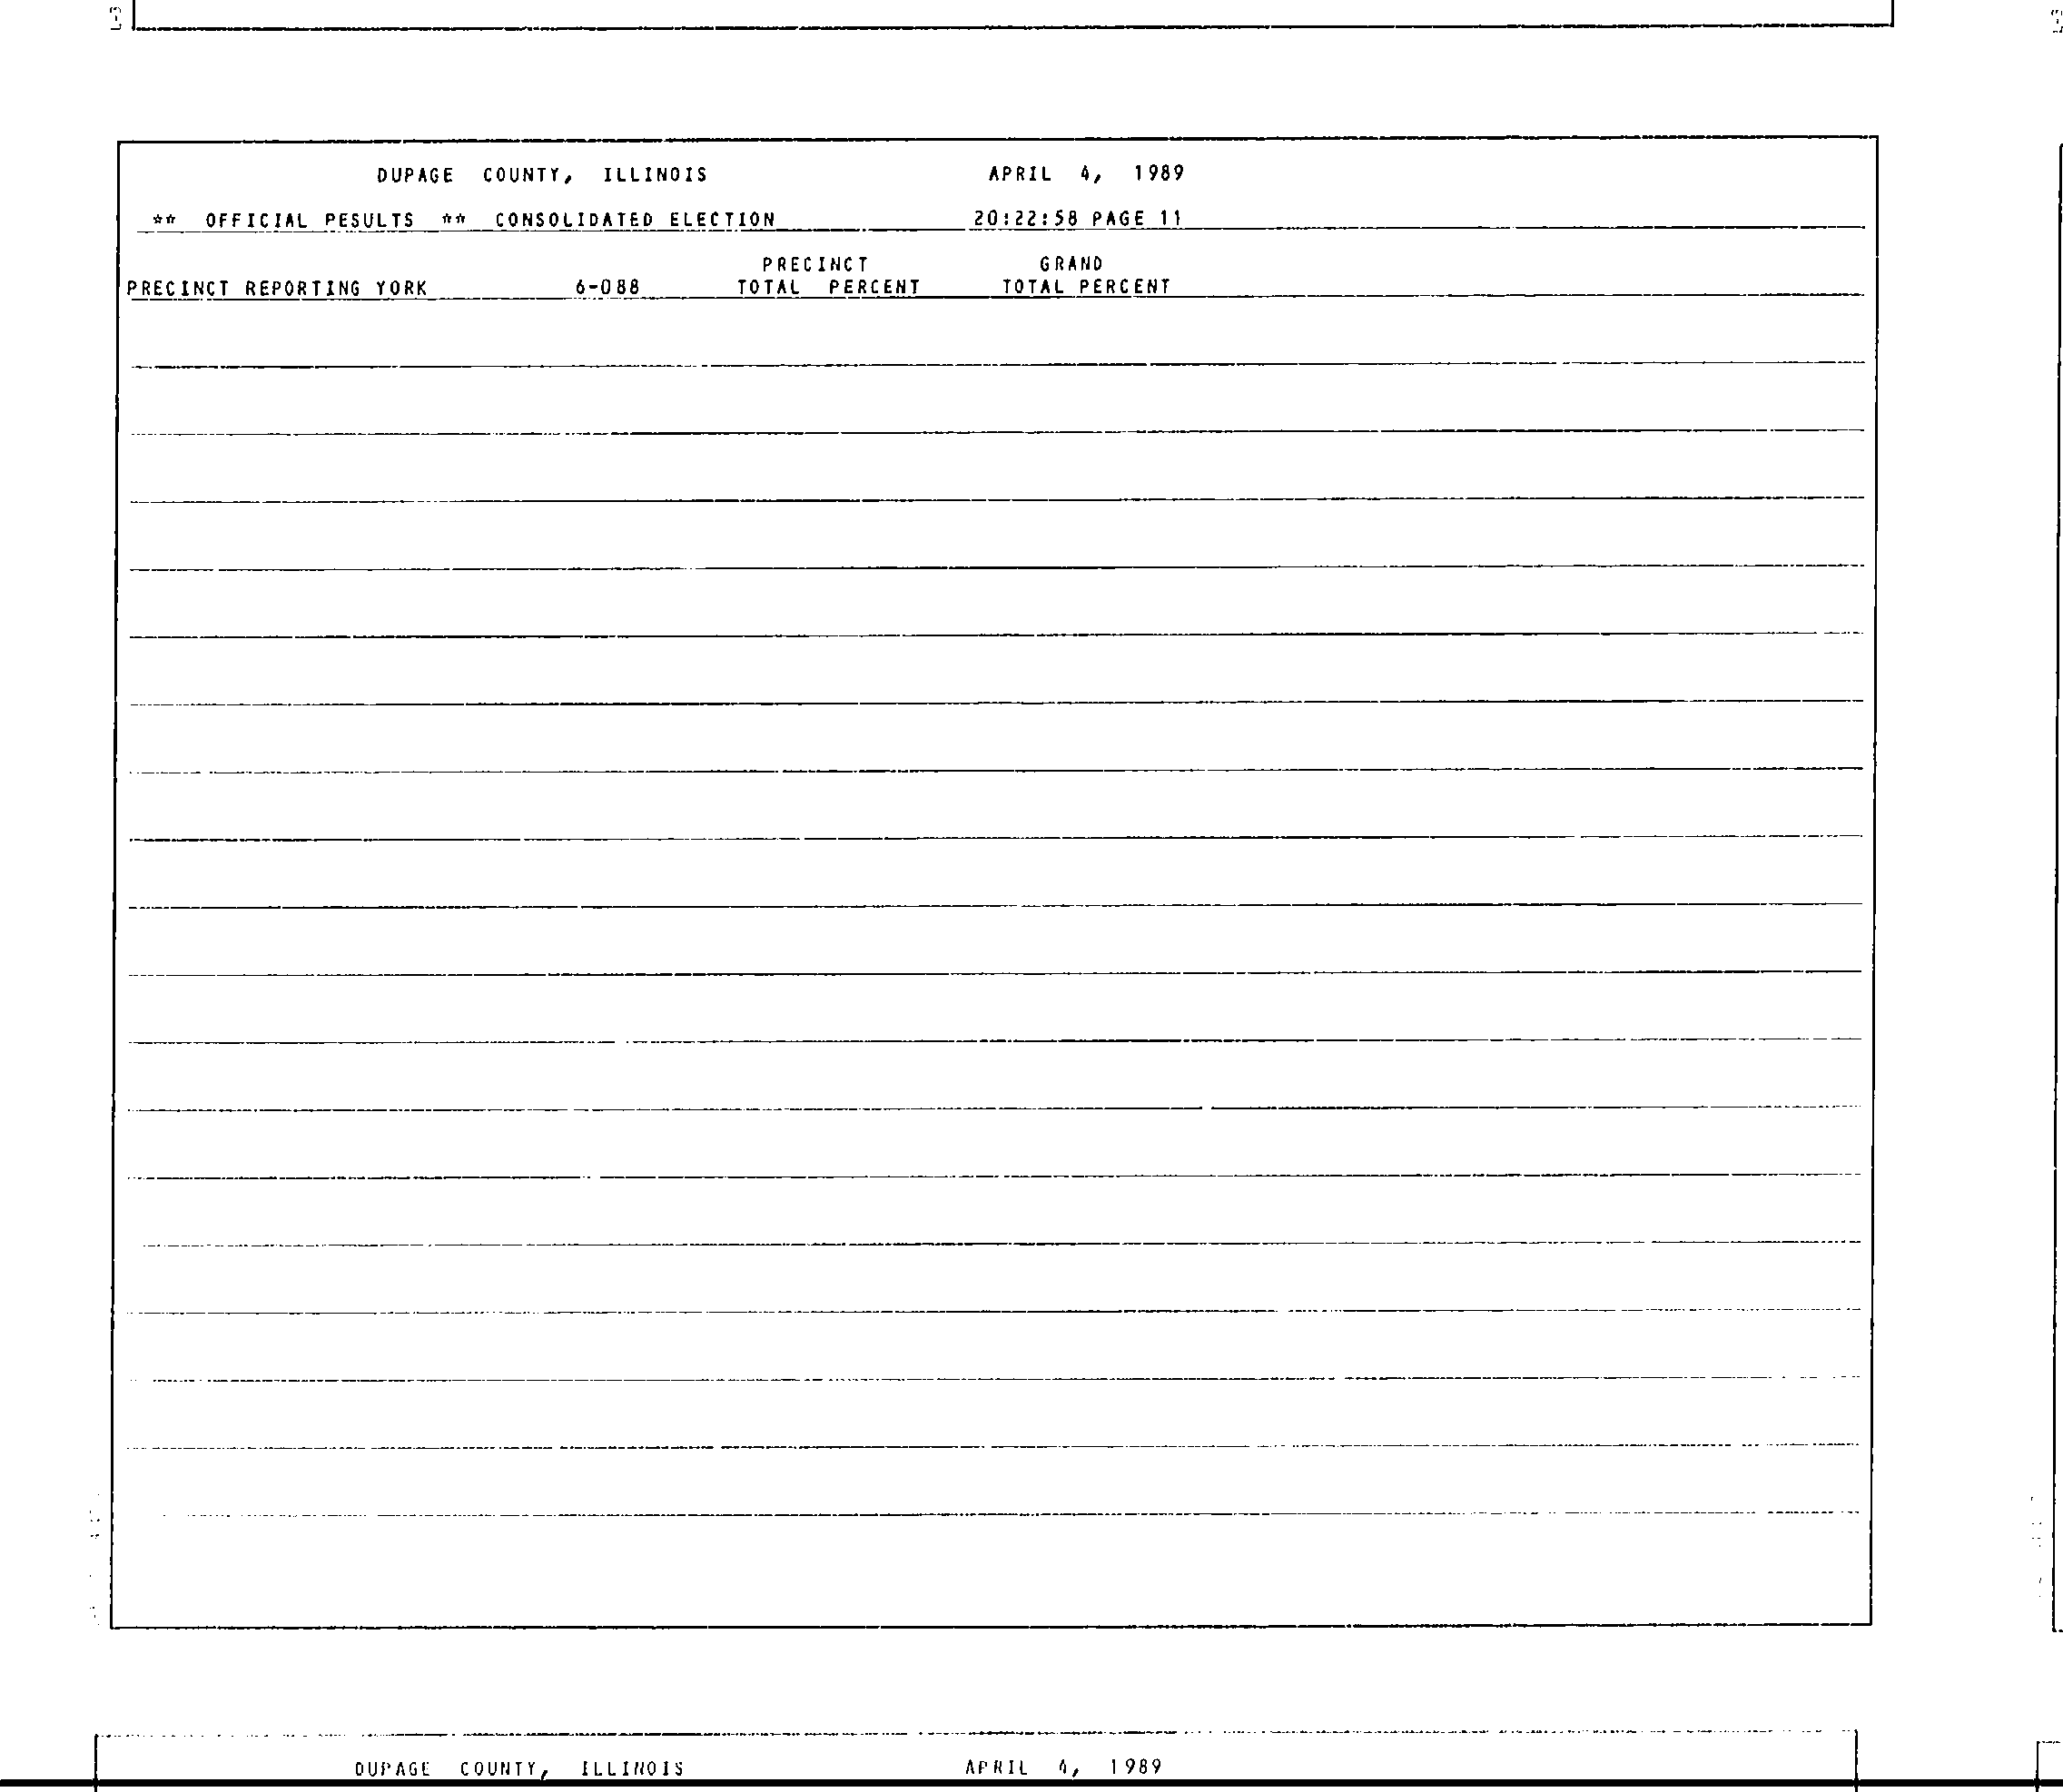 DUPAGE COUNTY, ILLINOIS APRIL 4, 1989
** OFFICIAL PESULTS ** CONSOLIDATED ELECTION 20:22:58 PAGE 11
PRECINCT GRAND
PRECINCT REPORTING YORK 6-088 TOTAL PERCENT TOTAL PERCENT
DUPAGE COUNTY, ILLINOIS APRIL 4, 1989